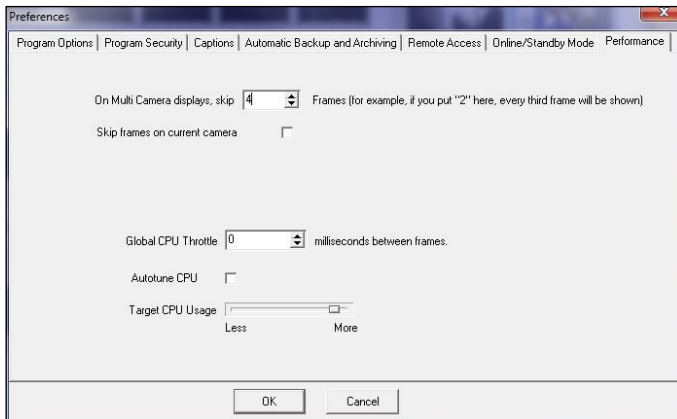 Preferences
Program Options Program Security Captions Automatic Backup and Archiving Remote Access Online/Standby Mode Performance
On Multi Camera displays, skip 4 Frames (for example, if you put "2" here, every third frame will be shown)
Skip frames on current camera
Global CPU Throttle 0 milliseconds between frames.
Autotune CPU
Target CPU Usage
Less More
OK Cancel